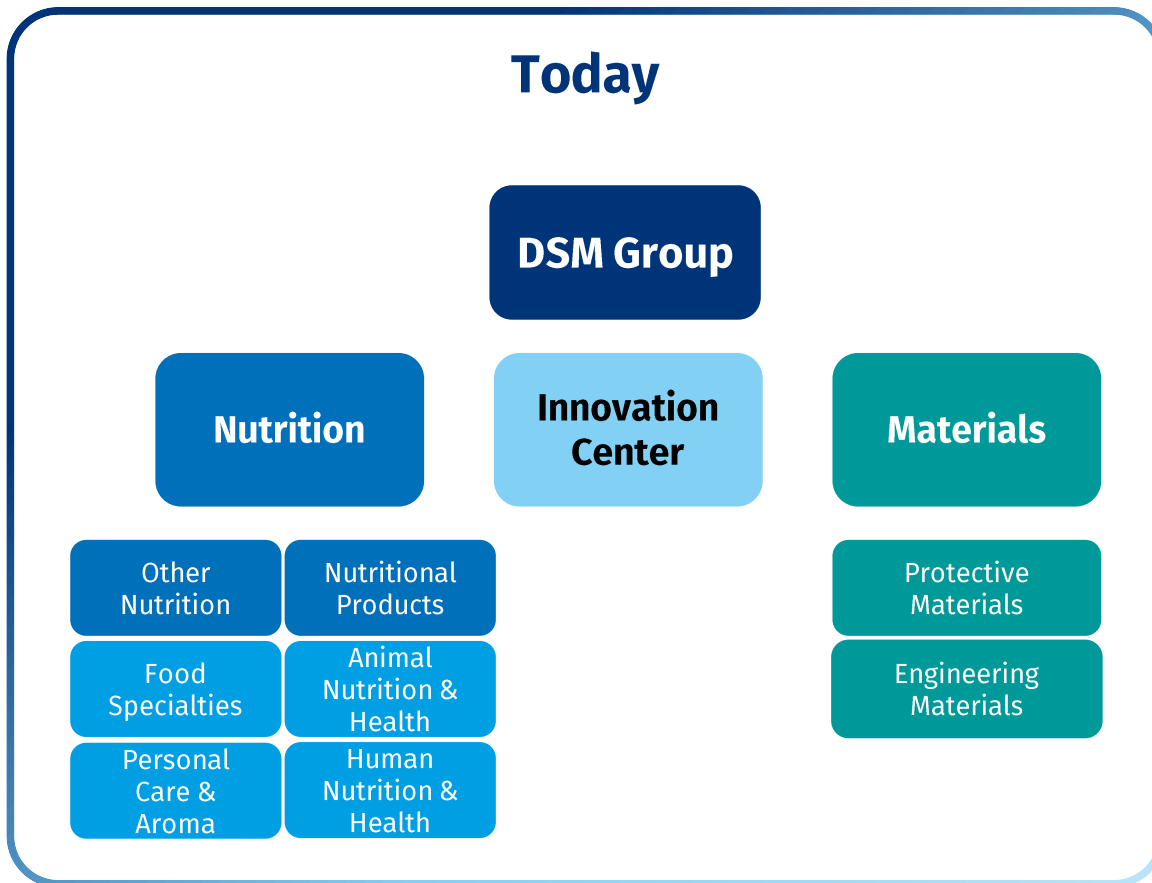 Today
DSM Group
Nutrition
Innovation
Center
Materials
Other
Nutrition
Nutritional
Products
Protective
Materials
Food
Specialties
Animal
Nutrition &
Health
Engineering
Materials
Personal
Care &
Aroma
Human
Nutrition &
Health